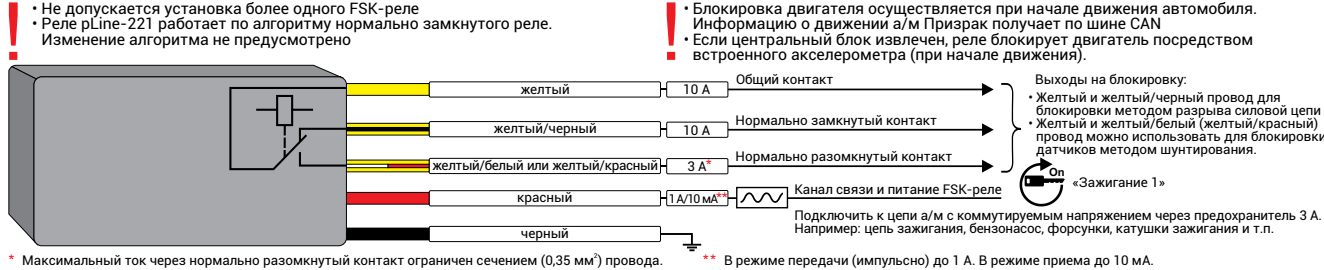 • Не допускается установка более одного FSK-реле
• Реле pLine-221 работает по алгоритму нормально замкнутого реле.
Изменение алгоритма не предусмотрено
• Блокировка двигателя осуществляется при начале движения автомобиля.
Информацию о движении а/м Призрак получает по шине CAN
• Если центральный блок извлечен, реле блокирует двигатель посредством
встроенного акселерометра (при начале движения).
желтый
10 А
Общий контакт
желтый/черный
10 А
Нормально замкнутый контакт
желтый/белый или желтый/красный
3 А*
Нормально разомкнутый контакт
красный
1 А/10 мА**
Канал связи и питание FSK-реле
On
«Зажигание 1»
черный
Выходы на блокировку:
• Желтый и желтый/черный провод для
блокировки методом разрыва силовой цепи
• Желтый и желтый/белый (желтый/красный)
провод можно использовать для блокировки
датчиков методом шунтирования.
Подключить к цепи а/м с коммутируемым напряжением через предохранитель 3 А.
Например: цепь зажигания, бензонасос, форсунки, катушки зажигания и т.п.
* Максимальный ток через нормально разомкнутый контакт ограничен сечением (0,35 мм²) провода.
** В режиме передачи (импульсно) до 1 А. В режиме приема до 10 мА.